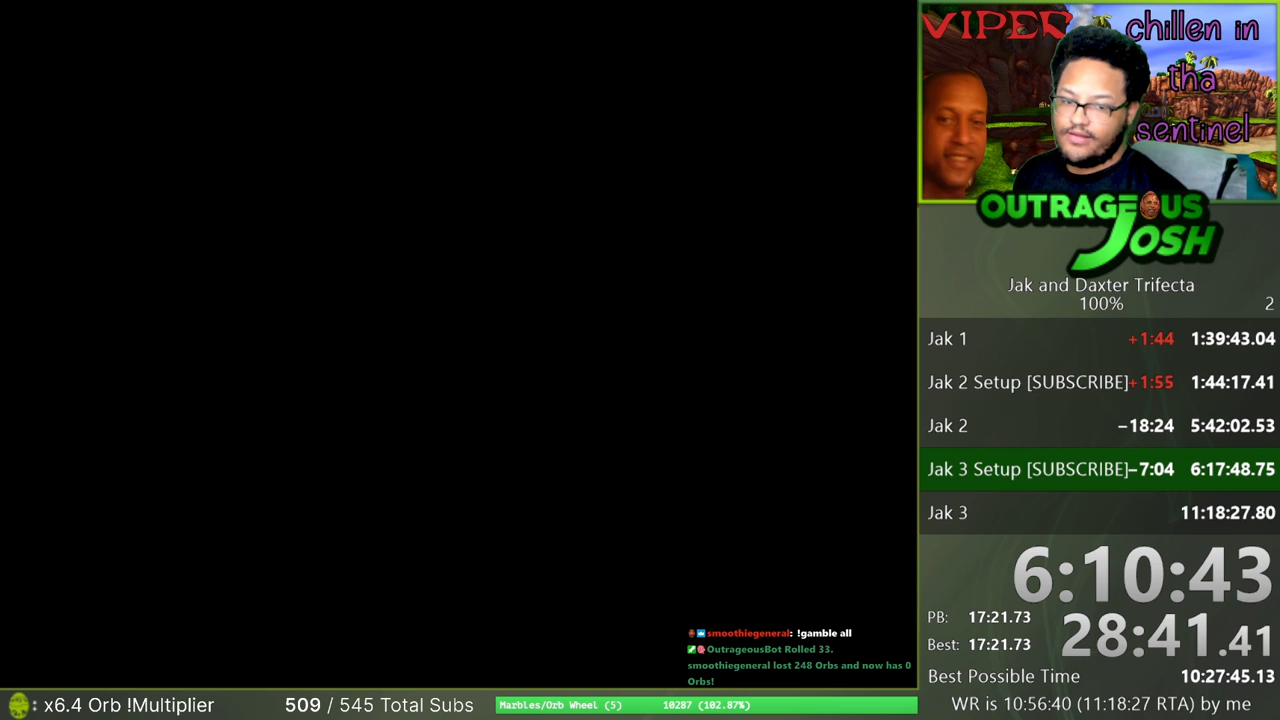 VIPER
chillen in
tha
sentinel
OUTRAGEOUS
JOSH
Jak and Daxter Trifecta
100% 2
Jak 1 +1:44 1:39:43.04
Jak 2 Setup [SUBSCRIBE] +1:55 1:44:17.41
Jak 2 −18:24 5:42:02.53
Jak 3 Setup [SUBSCRIBE] −7:04 6:17:48.75
Jak 3 11:18:27.80
6:10:43
PB: 17:21.73
Best: 17:21.73
28:41.41
Best Possible Time 10:27:45.13
WR is 10:56:40 (11:18:27 RTA) by me
smoothiegeneral: !gamble all
OutrageousBot Rolled 33.
smoothiegeneral lost 248 Orbs and now has 0
Orbs!
: x6.4 Orb !Multiplier 509 / 545 Total Subs Marbles/Orb Wheel (5) 10287 (102.87%)